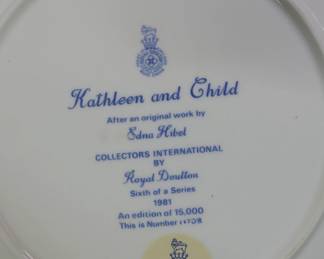 Kathleen and Child
After an original work by
Edna Hibel
COLLECTORS INTERNATIONAL
BY
Royal Doulton
Sixth of a Series
1981
An edition of 15,000
This is Number